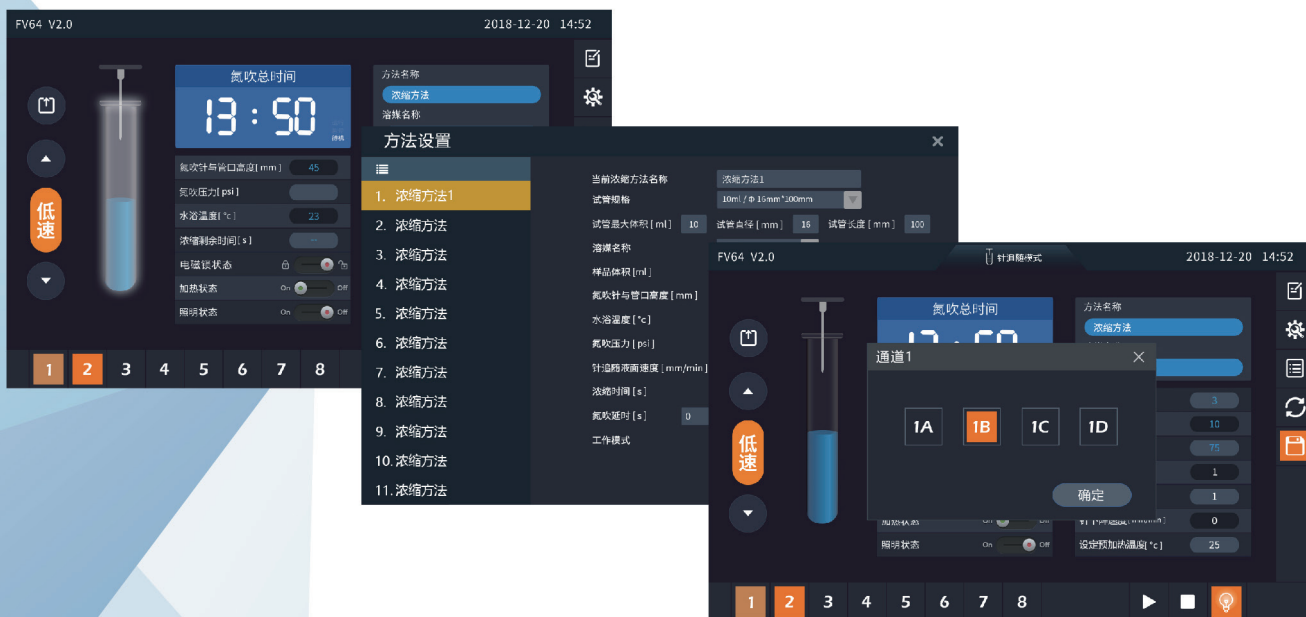 FV64 V2.0
2018-12-20 14:52
氮吹总时间
13:50
方法名称
浓缩方法
溶媒名称
氮吹针与管口高度[mm] 45
氮吹压力[psi]
水浴温度[°c] 23
浓缩剩余时间[s] --
电磁锁状态
加热状态 On Off
照明状态 On Off
低速
1 2 3 4 5 6 7 8
方法设置
1. 浓缩方法1
2. 浓缩方法
3. 浓缩方法
4. 浓缩方法
5. 浓缩方法
6. 浓缩方法
7. 浓缩方法
8. 浓缩方法
9. 浓缩方法
10.浓缩方法
11.浓缩方法
当前浓缩方法名称 浓缩方法1
试管规格 10ml / Φ 16mm*100mm
试管最大体积[ml] 10 试管直径[mm] 16 试管长度[mm] 100
溶媒名称
样品体积[ml]
氮吹针与管口高度[mm]
水浴温度[°c]
氮吹压力[psi]
针追随液面速度[mm/min]
浓缩时间[s]
氮吹延时[s] 0
工作模式
FV64 V2.0
针追随模式
2018-12-20 14:52
氮吹总时间
方法名称
浓缩方法
通道1
1A 1B 1C 1D
确定
3
10
75
1
1
0
照明状态 On Off
设定预加热温度[°c] 25
低速
1 2 3 4 5 6 7 8